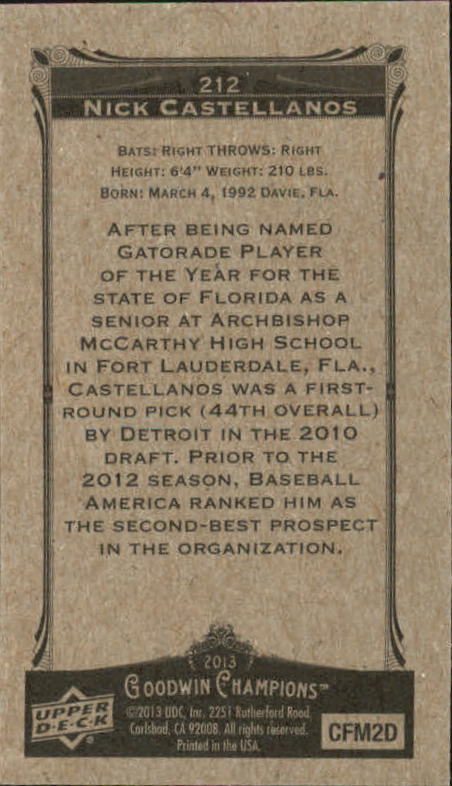 212
NICK CASTELLANOS
BATS: RIGHT THROWS: RIGHT
HEIGHT: 6'4" WEIGHT: 210 LBS.
BORN: MARCH 4, 1992 DAVIE, FLA.
AFTER BEING NAMED
GATORADE PLAYER
OF THE YEAR FOR THE
STATE OF FLORIDA AS A
SENIOR AT ARCHBISHOP
MCCARTHY HIGH SCHOOL
IN FORT LAUDERDALE, FLA.,
CASTELLANOS WAS A FIRST-
ROUND PICK (44TH OVERALL)
BY DETROIT IN THE 2010
DRAFT. PRIOR TO THE
2012 SEASON, BASEBALL
AMERICA RANKED HIM AS
THE SECOND-BEST PROSPECT
IN THE ORGANIZATION.
2013
GOODWIN CHAMPIONS™
UPPER
D·E·C·K
®
©2013 UDC, Inc. 2251 Rutherford Road,
Carlsbad, CA 92008. All rights reserved.
Printed in the USA.
CFM2D